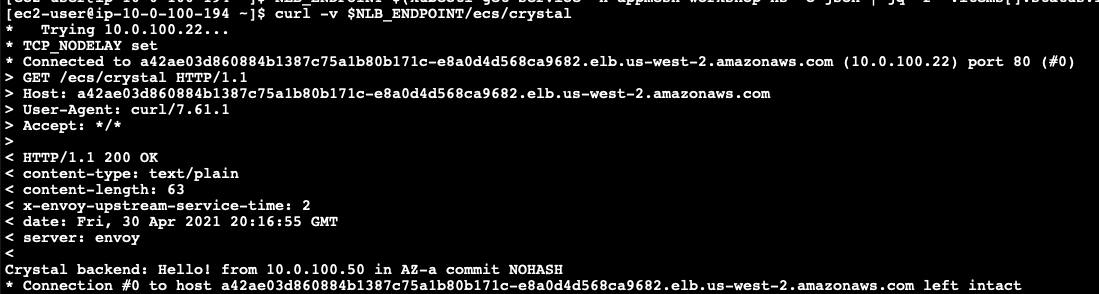 [ec2-user@ip-10-0-100-194 ~]$ curl -v $NLB_ENDPOINT/ecs/crystal
*   Trying 10.0.100.22...
* TCP_NODELAY set
* Connected to a42ae03d860884b1387c75a1b80b171c-e8a0d4d568ca9682.elb.us-west-2.amazonaws.com (10.0.100.22) port 80 (#0)
> GET /ecs/crystal HTTP/1.1
> Host: a42ae03d860884b1387c75a1b80b171c-e8a0d4d568ca9682.elb.us-west-2.amazonaws.com
> User-Agent: curl/7.61.1
> Accept: */*
>
< HTTP/1.1 200 OK
< content-type: text/plain
< content-length: 63
< x-envoy-upstream-service-time: 2
< date: Fri, 30 Apr 2021 20:16:55 GMT
< server: envoy
<
Crystal backend: Hello! from 10.0.100.50 in AZ-a commit NOHASH
* Connection #0 to host a42ae03d860884b1387c75a1b80b171c-e8a0d4d568ca9682.elb.us-west-2.amazonaws.com left intact